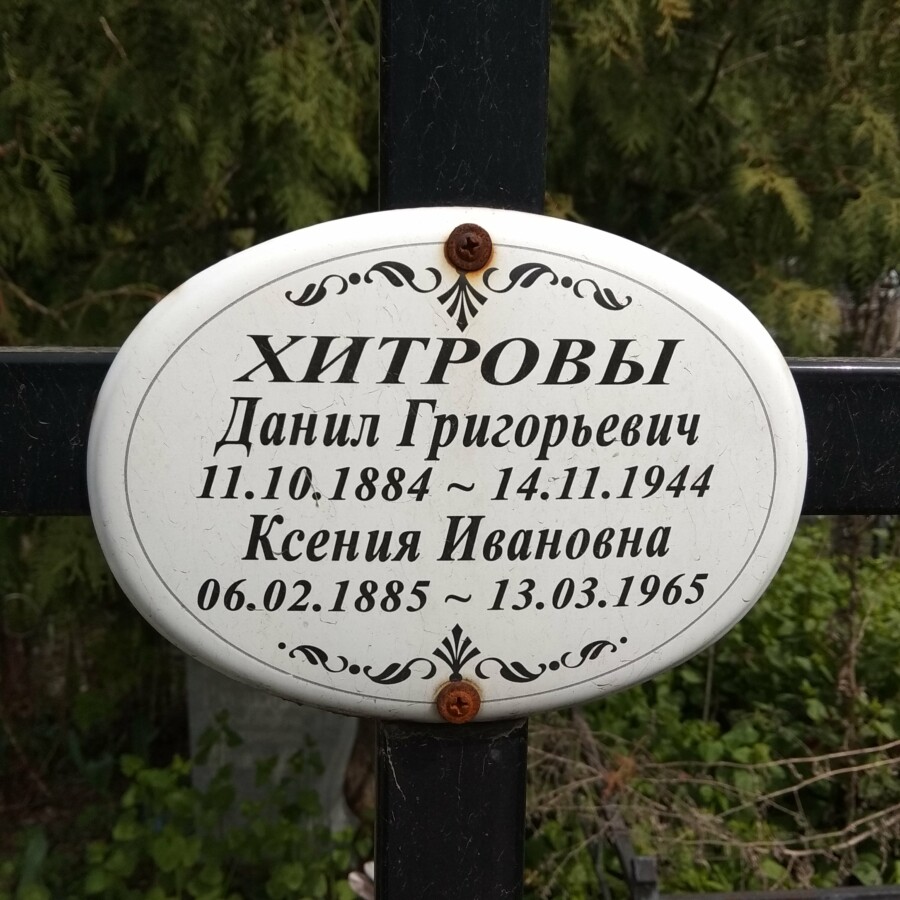 ХИТРОВЫ
Данил Григорьевич
11.10.1884 ~ 14.11.1944
Ксения Ивановна
06.02.1885 ~ 13.03.1965